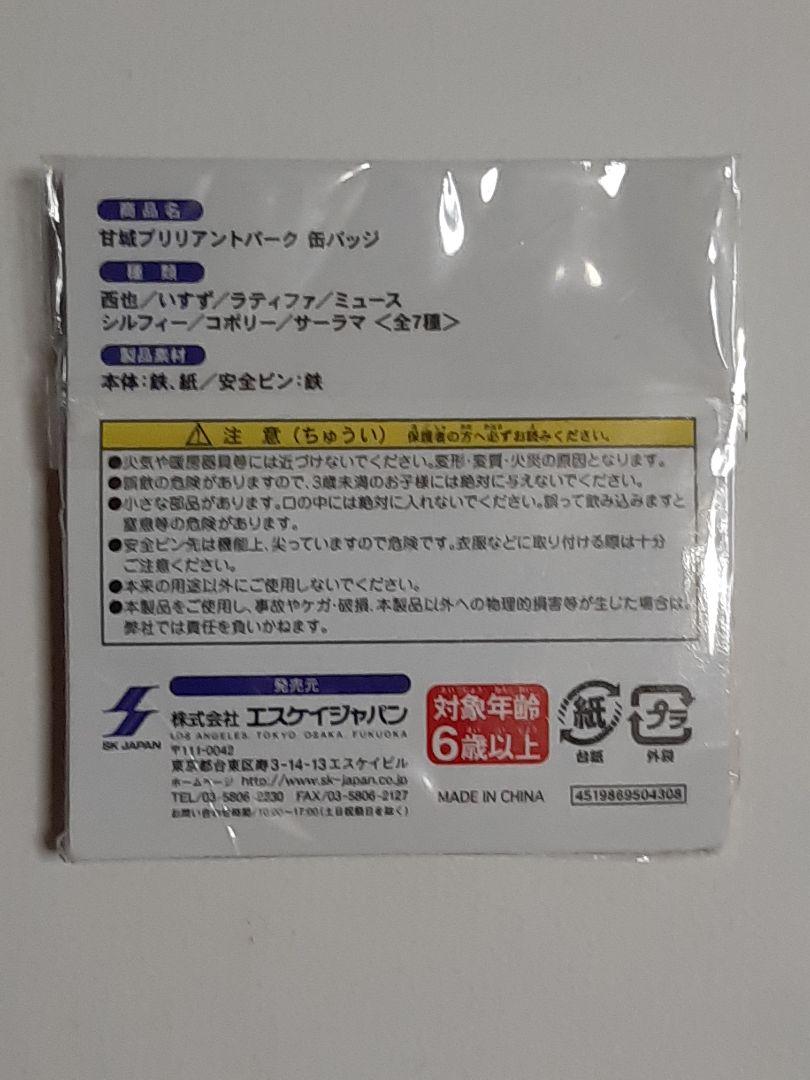 商品名
甘城ブリリアントパーク 缶バッジ
種類
西也/いすず/ラティファ/ミュース
シルフィー/コボリー/サーラマ <全7種>
製品素材
本体:鉄、紙/安全ピン:鉄
⚠ 注 意(ちゅうい) 保護者の方へ必ずお読みください。
●火気や暖房器具等には近づけないでください。変形・変質・火災の原因となります。
●誤飲の危険がありますので、3歳未満のお子様には絶対に与えないでください。
●小さな部品があります。口の中には絶対に入れないでください。誤って飲み込みますと
窒息等の危険があります。
●安全ピン先は機能上、尖っていますので危険です。衣服などに取り付ける際は十分
ご注意ください。
●本来の用途以外にご使用しないでください。
●本製品をご使用し、事故やケガ・破損、本製品以外への物理的損害等が生じた場合は、
弊社では責任を負いかねます。
発売元
SK JAPAN
株式会社 エスケイジャパン
LOS ANGELES, TOKYO, OSAKA, FUKUOKA
〒111-0042
東京都台東区寿3-14-13エスケイビル
ホームページ http://www.sk-japan.co.jp
TEL/03-5806-2230 FAX/03-5806-2127
お問い合わせ時間/10:00~17:00(土日祝祭日を除く)
対象年齢
6歳以上
紙
台紙
プラ
外袋
MADE IN CHINA
4519869504308